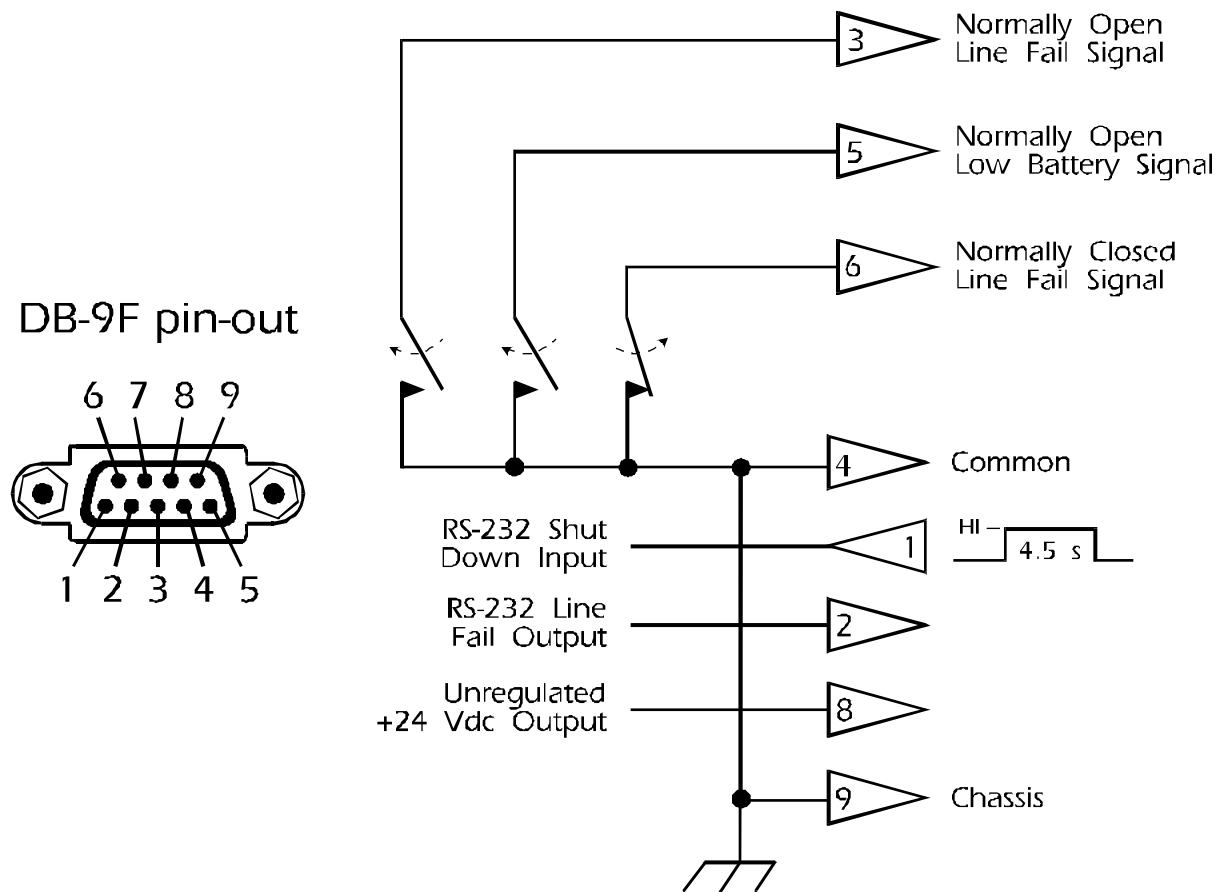 3
Normally Open
Line Fail Signal
5
Normally Open
Low Battery Signal
6
Normally Closed
Line Fail Signal
DB-9F pin-out
6 7 8 9
1 2 3 4 5
4
Common
RS-232 Shut
Down Input
1
HI
4.5 s
RS-232 Line
Fail Output
2
Unregulated
+24 Vdc Output
8
9
Chassis